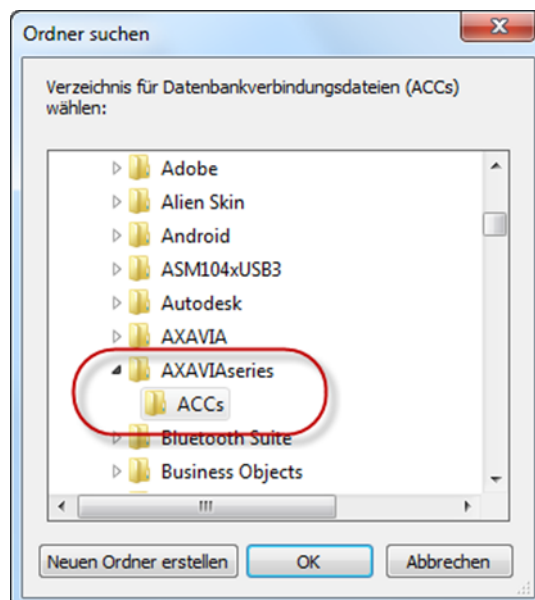 Ordner suchen
Verzeichnis für Datenbankverbindungsdateien (ACCs)
wählen:
Adobe
Alien Skin
Android
ASM104xUSB3
Autodesk
AXAVIA
AXAVIAseries
ACCs
Bluetooth Suite
Business Objects
Neuen Ordner erstellen OK Abbrechen